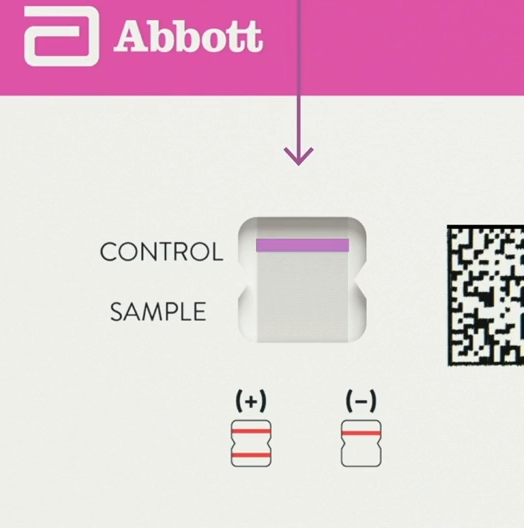 Abbott
CONTROL
SAMPLE
(+) (−)